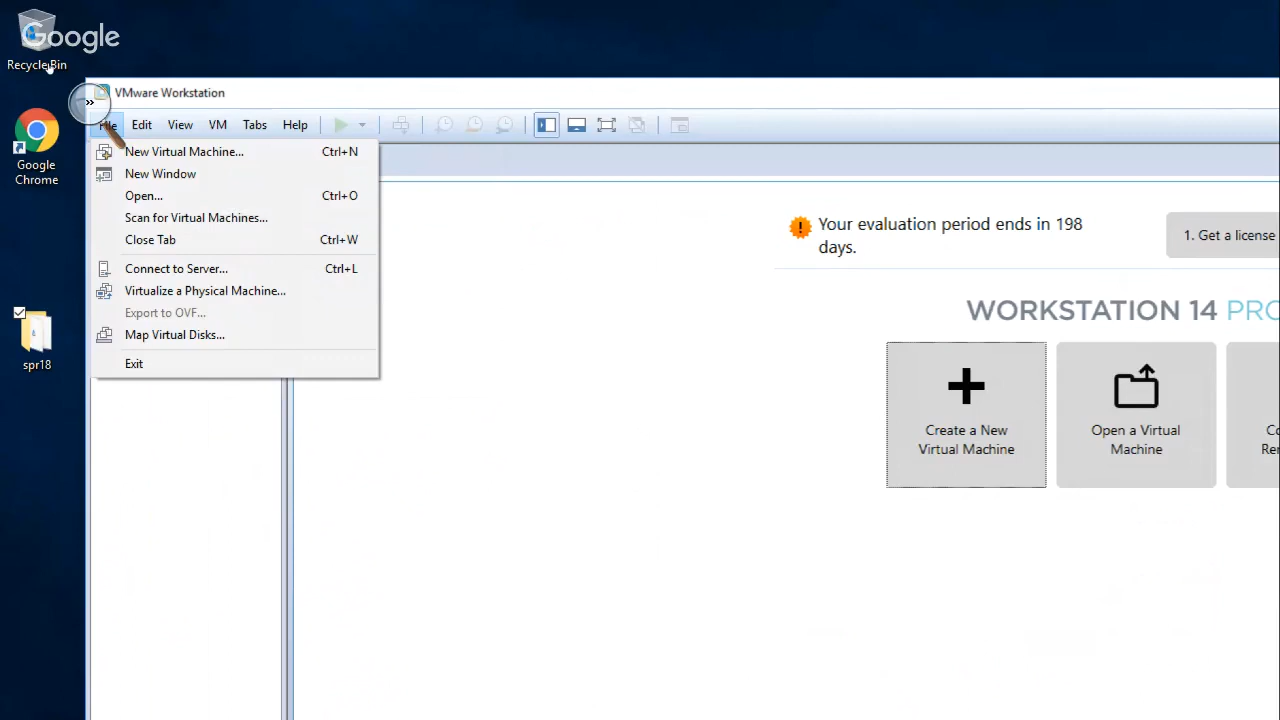 Google
Recycle Bin
Google
Chrome
spr18
VMware Workstation
File Edit View VM Tabs Help
New Virtual Machine... Ctrl+N
New Window
Open... Ctrl+O
Scan for Virtual Machines...
Close Tab Ctrl+W
Connect to Server... Ctrl+L
Virtualize a Physical Machine...
Export to OVF...
Map Virtual Disks...
Exit
Your evaluation period ends in 198
days.
1. Get a license
WORKSTATION 14 PRO
Create a New
Virtual Machine
Open a Virtual
Machine